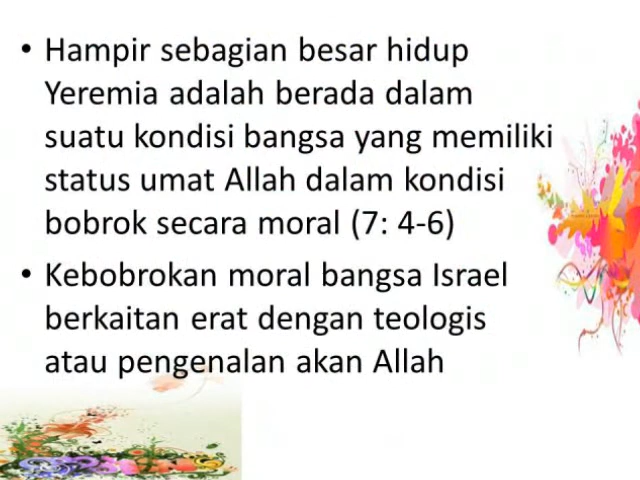 • Hampir sebagian besar hidup
Yeremia adalah berada dalam
suatu kondisi bangsa yang memiliki
status umat Allah dalam kondisi
bobrok secara moral (7: 4-6)
• Kebobrokan moral bangsa Israel
berkaitan erat dengan teologis
atau pengenalan akan Allah